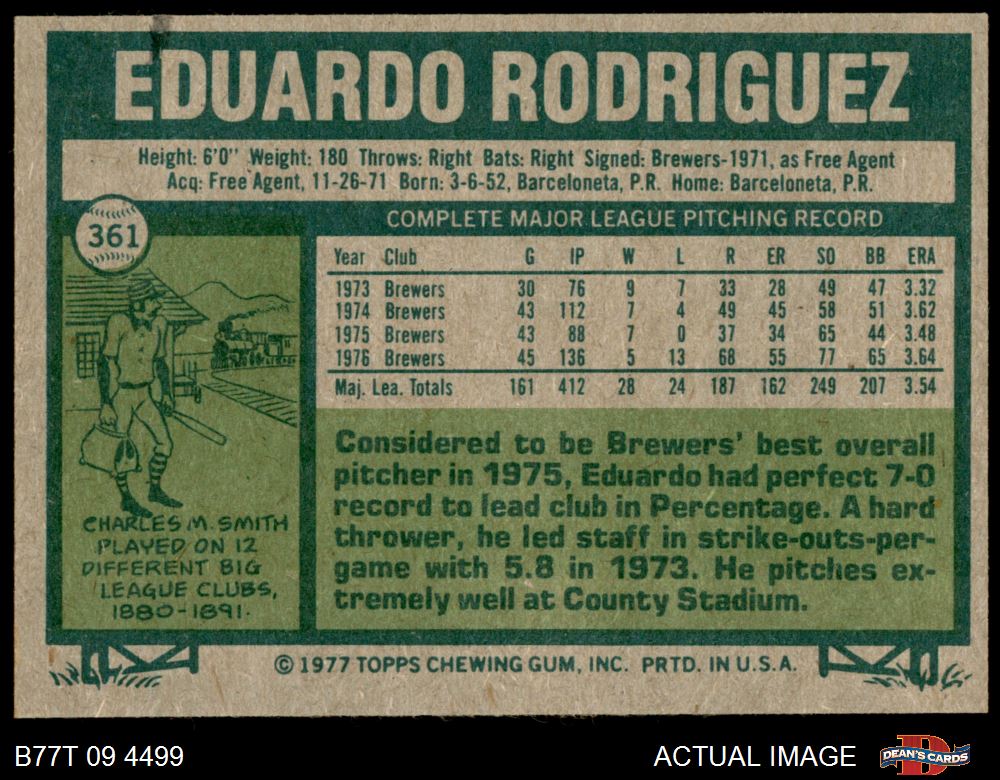 EDUARDO RODRIGUEZ
Height: 6'0" Weight: 180 Throws: Right Bats: Right Signed: Brewers-1971, as Free Agent
Acq: Free Agent, 11-26-71 Born: 3-6-52, Barceloneta, P.R. Home: Barceloneta, P.R.
361
COMPLETE MAJOR LEAGUE PITCHING RECORD
Year Club G IP W L R ER SO BB ERA
1973 Brewers 30 76 9 7 33 28 49 47 3.32
1974 Brewers 43 112 7 4 49 45 58 51 3.62
1975 Brewers 43 88 7 0 37 34 65 44 3.48
1976 Brewers 45 136 5 13 68 55 77 65 3.64
Maj. Lea. Totals 161 412 28 24 187 162 249 207 3.54
Considered to be Brewers' best overall
pitcher in 1975, Eduardo had perfect 7-0
record to lead club in Percentage. A hard
thrower, he led staff in strike-outs-per-
game with 5.8 in 1973. He pitches ex-
tremely well at County Stadium.
CHARLES M. SMITH
PLAYED ON 12
DIFFERENT BIG
LEAGUE CLUBS,
1880-1891.
© 1977 TOPPS CHEWING GUM, INC. PRTD. IN U.S.A.
B77T 09 4499
ACTUAL IMAGE
DEAN'S CARDS